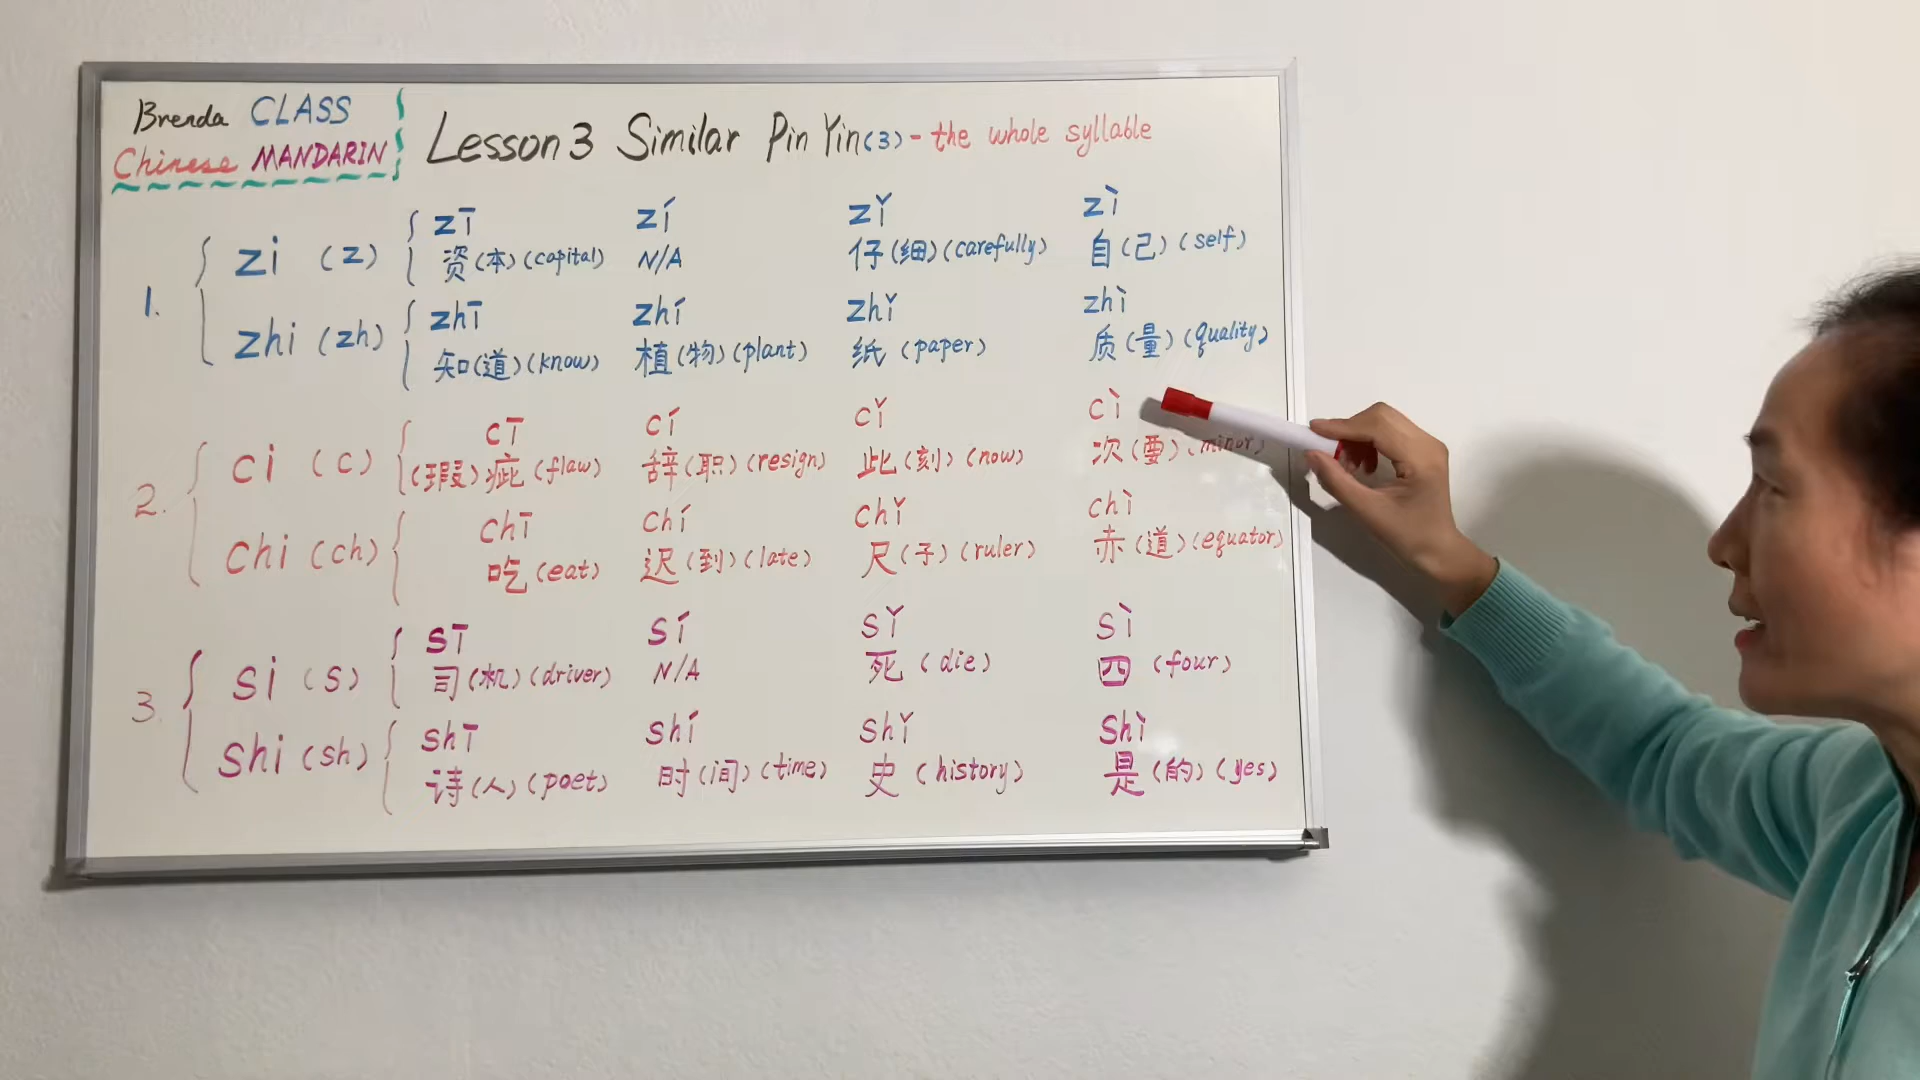 Brenda CLASS
Chinese MANDARIN
Lesson 3 Similar Pin Yin (3) - the whole syllable
1.
zi (z)
zī zí zǐ zì
资(本)(capital) N/A 仔(细)(carefully) 自(己)(self)
zhi (zh)
zhī zhí zhǐ zhì
知(道)(know) 植(物)(plant) 纸 (paper) 质(量)(quality)
2.
ci (c)
cī cí cǐ cì
(瑕)疵(flaw) 辞(职)(resign) 此(刻)(now) 次(要)(minor)
chi (ch)
chī chí chǐ chì
吃(eat) 迟(到)(late) 尺(子)(ruler) 赤(道)(equator)
3.
si (s)
sī sí sǐ sì
司(机)(driver) N/A 死 (die) 四 (four)
shi (sh)
shī shí shǐ shì
诗(人)(poet) 时(间)(time) 史 (history) 是(的)(yes)